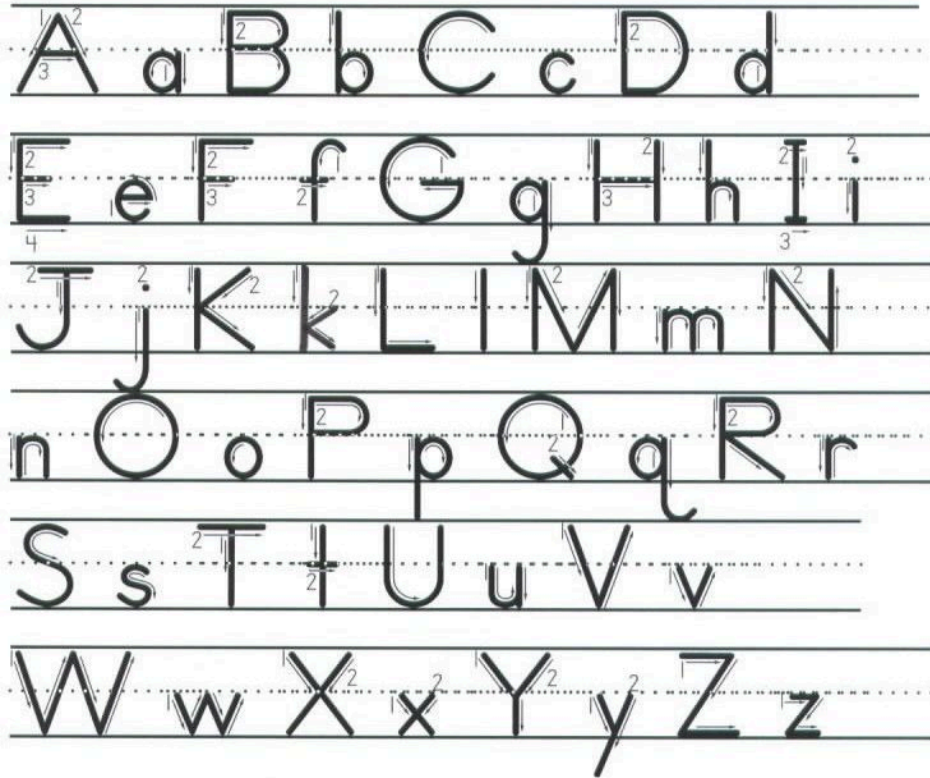 A a B b C c D d
E e F f G g H h I i
J j K k L l M m N
n O o P p Q q R r
S s T t U u V v
W w X x Y y Z z